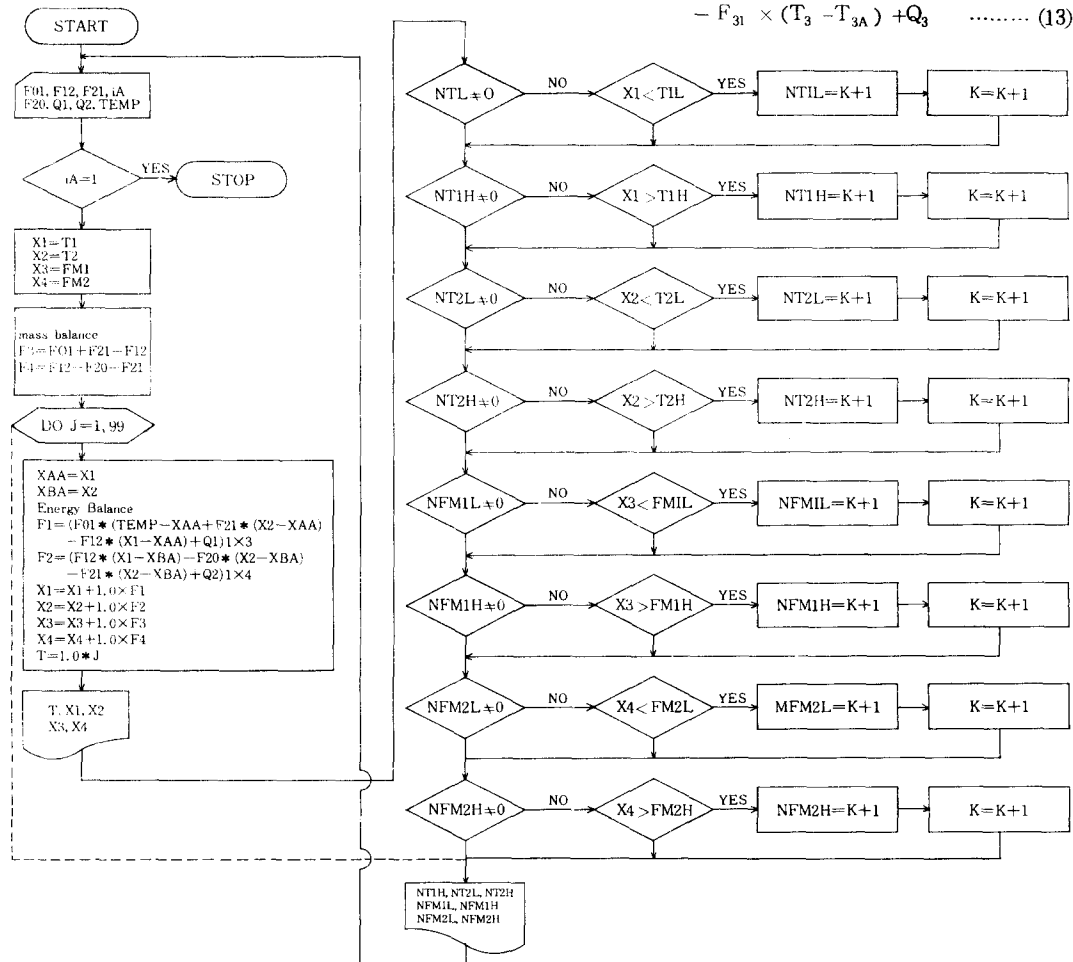 − F₃₁ × (T₃ −T₃A) +Q₃ ········· (13)
START
F01, F12, F21, iA
F20, Q1, Q2, TEMP
iA=1
YES
STOP
X1=T1
X2=T2
X3=FM1
X4=FM2
mass balance
F3=F01+F21−F12
F4=F12−F20−F21
DO J=1,99
XAA=X1
XBA=X2
Energy Balance
F1=(F01* (TEMP−XAA+F21* (X2−XAA)
−F12* (X1−XAA)+Q1)1×3
F2=(F12* (X1−XBA)−F20* (X2−XBA)
−F21* (X2−XBA)+Q2)1×4
X1=X1+1.0×F1
X2=X2+1.0×F2
X3=X3+1.0×F3
X4=X4+1.0×F4
T=1.0*J
T, X1, X2
X3, X4
NTL≠O
NO
X1<T1L
YES
NT1L=K+1
K=K+1
NT1H≠0
NO
X1>T1H
YES
NT1H=K+1
K=K+1
NT2L≠0
NO
X2<T2L
YES
NT2L=K+1
K=K+1
NT2H≠0
NO
X2>T2H
YES
NT2H=K+1
K=K+1
NFM1L≠0
NO
X3<FM1L
YES
NFM1L=K+1
K=K+1
NFM1H≠0
NO
X3>FM1H
YES
NFM1H=K+1
K=K+1
NFM2L≠0
NO
X4<FM2L
YES
MFM2L=K+1
K=K+1
NFM2H≠0
NO
X4>FM2H
YES
NFM2H=K+1
K=K+1
NT1H, NT2L, NT2H
NFM1L, NFM1H
NFM2L, NFM2H